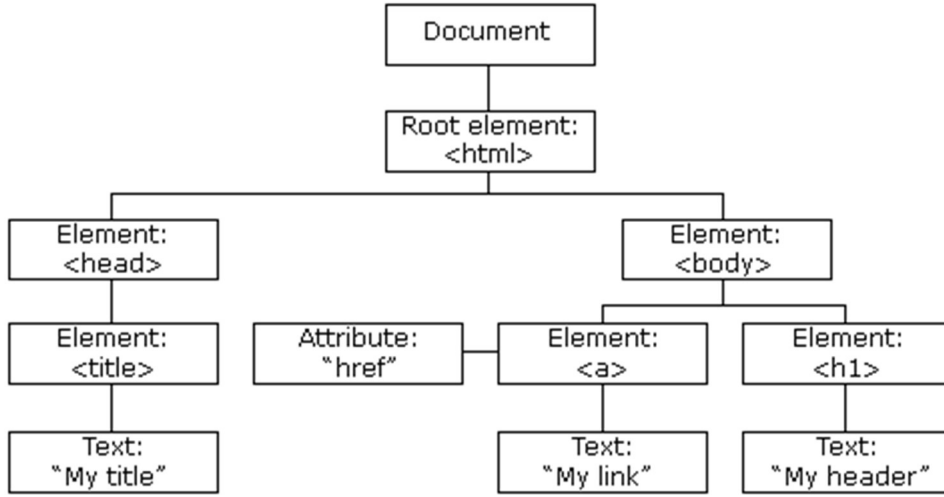 Document
Root element:
<html>
Element:
<head>
Element:
<body>
Element:
<title>
Attribute:
“href”
Element:
<a>
Element:
<h1>
Text:
“My title”
Text:
“My link”
Text:
“My header”